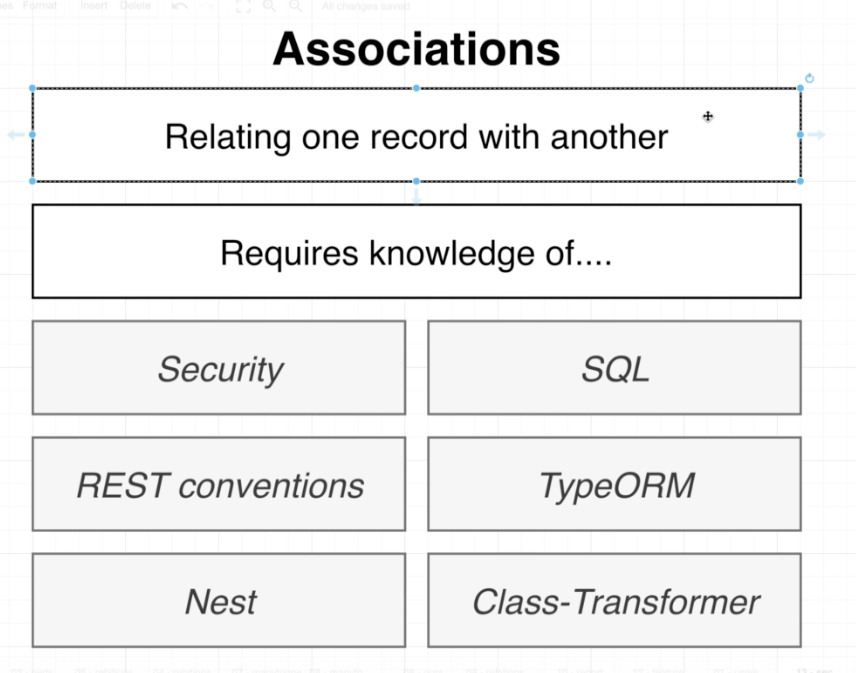 Format Insert Delete All changes saved
Associations
Relating one record with another
Requires knowledge of....
Security SQL
REST conventions TypeORM
Nest Class-Transformer